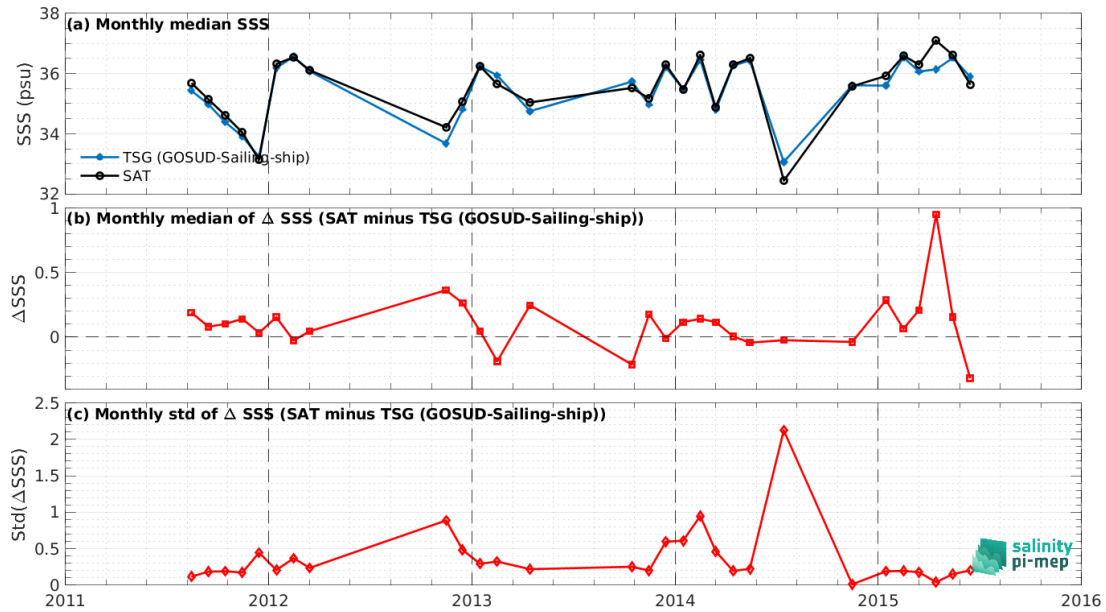 (a) Monthly median SSS
38
36
34
32
SSS (psu)
TSG (GOSUD-Sailing-ship)
SAT
(b) Monthly median of Δ SSS (SAT minus TSG (GOSUD-Sailing-ship))
1
0.5
0
ΔSSS
(c) Monthly std of Δ SSS (SAT minus TSG (GOSUD-Sailing-ship))
2.5
2
1.5
1
0.5
0
Std(ΔSSS)
salinity
pi-mep
2011 2012 2013 2014 2015 2016